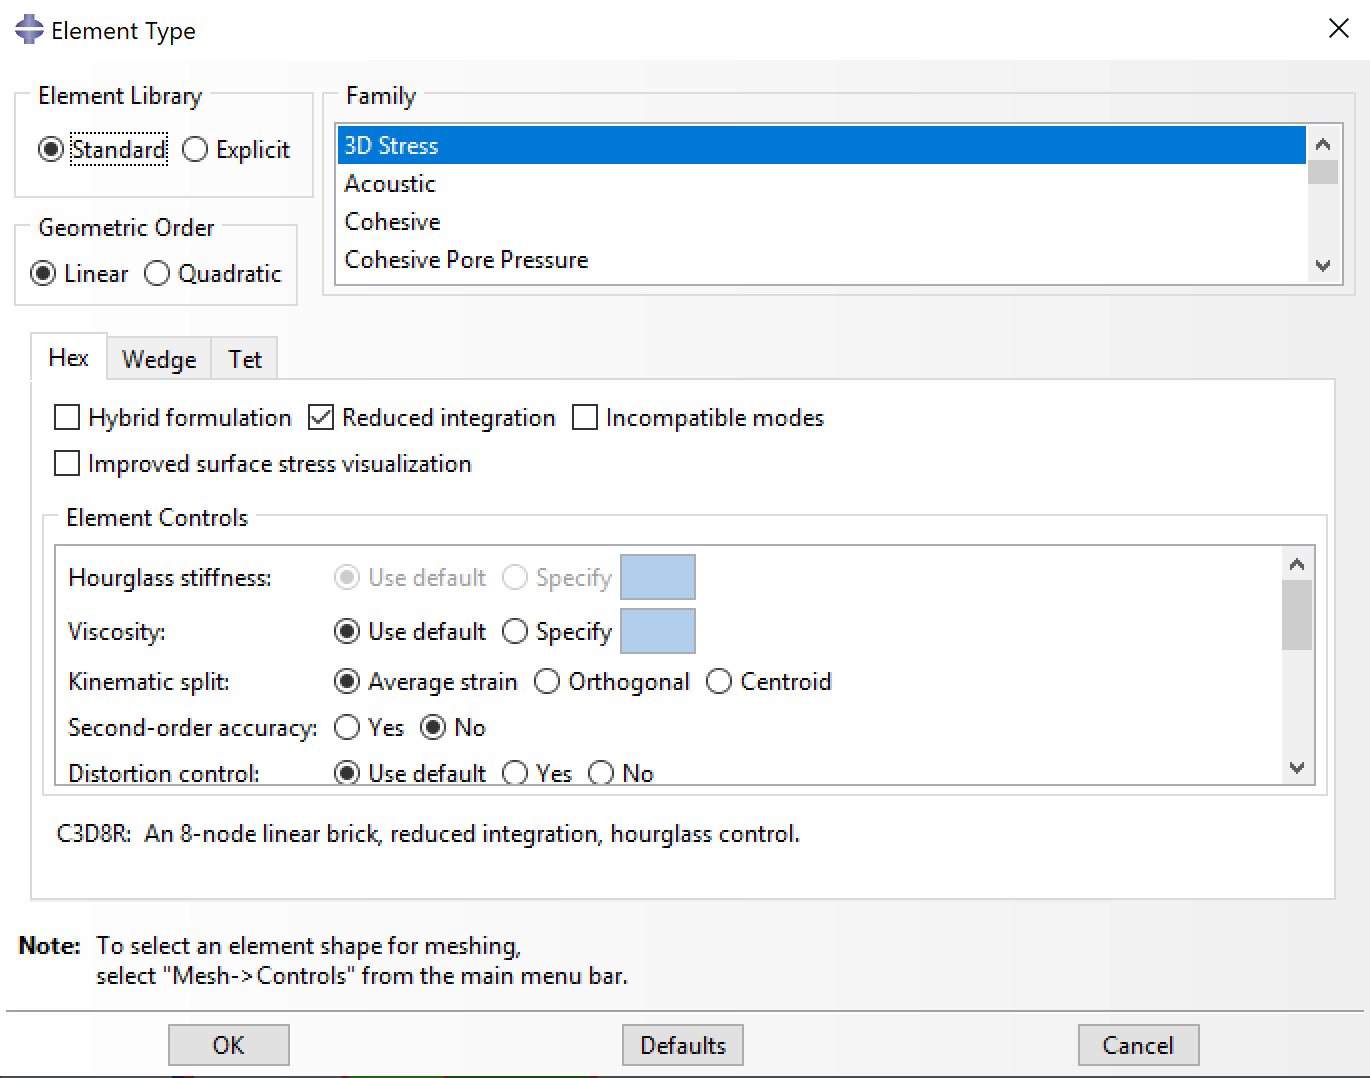 Element Type
Element Library
Standard Explicit
Family
3D Stress
Acoustic
Cohesive
Cohesive Pore Pressure
Geometric Order
Linear Quadratic
Hex Wedge Tet
Hybrid formulation Reduced integration Incompatible modes
Improved surface stress visualization
Element Controls
Hourglass stiffness: Use default Specify
Viscosity: Use default Specify
Kinematic split: Average strain Orthogonal Centroid
Second-order accuracy: Yes No
Distortion control: Use default Yes No
C3D8R: An 8-node linear brick, reduced integration, hourglass control.
Note: To select an element shape for meshing,
select "Mesh->Controls" from the main menu bar.
OK Defaults Cancel